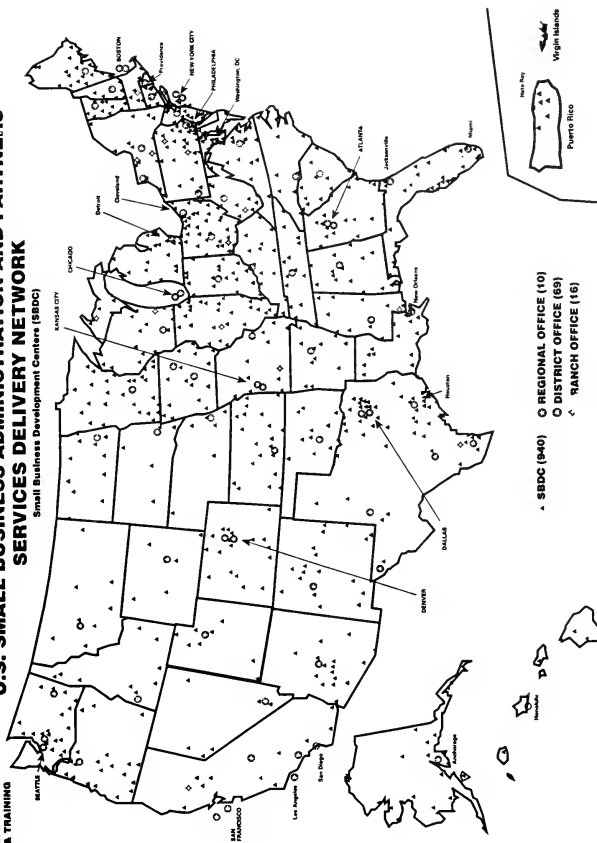 & TRAINING
U.S. SMALL BUSINESS ADMINISTRATION AND PARTNERS
SERVICES DELIVERY NETWORK
Small Business Development Centers (SBDC)
SEATTLE
SAN FRANCISCO
Los Angeles
San Diego
DENVER
DALLAS
Houston
KANSAS CITY
CHICAGO
Detroit
Cleveland
BOSTON
Providence
NEW YORK CITY
PHILADELPHIA
Washington, DC
ATLANTA
Jacksonville
Miami
New Orleans
Anchorage
Honolulu
Hato Rey
Puerto Rico
Virgin Islands
SBDC (940)
REGIONAL OFFICE (10)
DISTRICT OFFICE (69)
RANCH OFFICE (16)